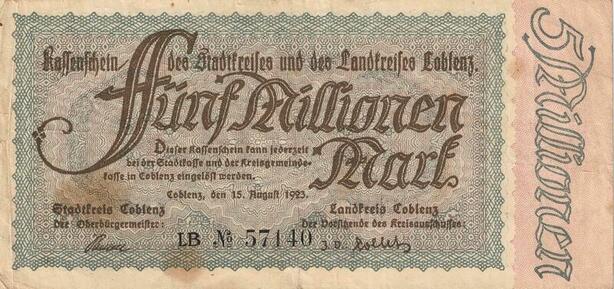 Kassenschein des Stadtkreises und des Landkreises Coblenz.
Fünf Millionen
Mark
Dieser Kassenschein kann jederzeit
bei der Stadtkasse und der Kreisgemeinde-
kasse in Coblenz eingelöst werden.
Coblenz, den 15. August 1923.
Stadtkreis Coblenz
Der Oberbürgermeister:
Landkreis Coblenz
Der Vorsitzende des Kreisausschusses:
LB № 57140
5 Millionen